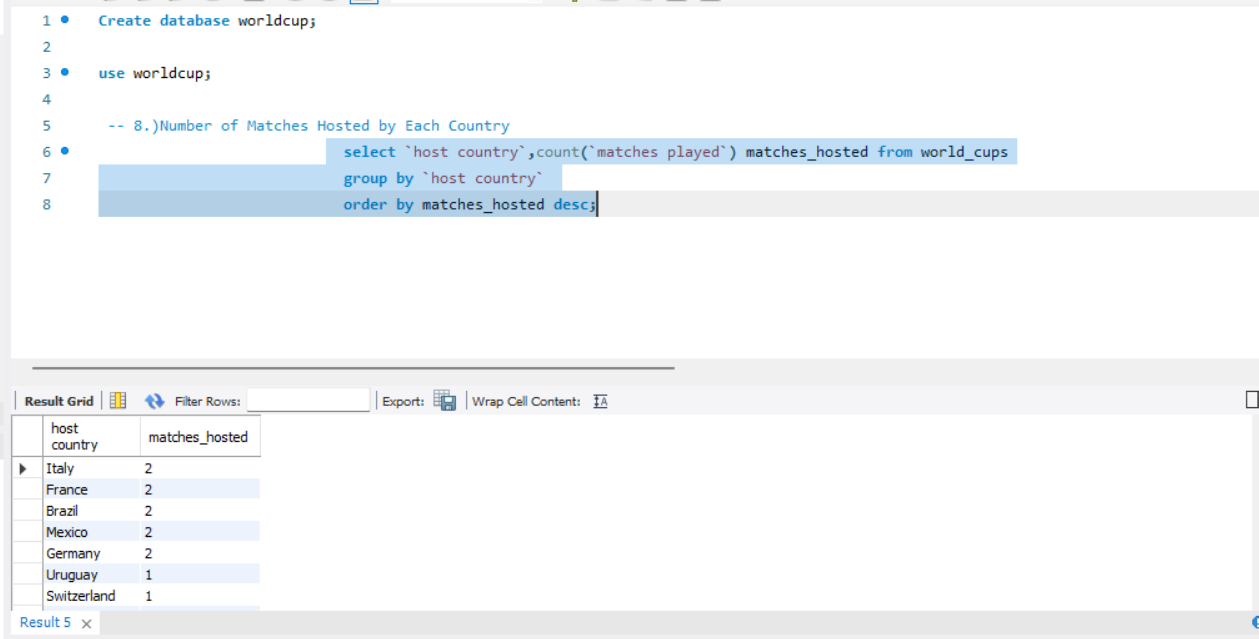 1 Create database worldcup;
2
3 use worldcup;
4
5 -- 8.)Number of Matches Hosted by Each Country
6 select `host country`,count(`matches played`) matches_hosted from world_cups
7 group by `host country`
8 order by matches_hosted desc;
Result Grid Filter Rows: Export: Wrap Cell Content: IA
host country matches_hosted
Italy 2
France 2
Brazil 2
Mexico 2
Germany 2
Uruguay 1
Switzerland 1
Result 5 ×